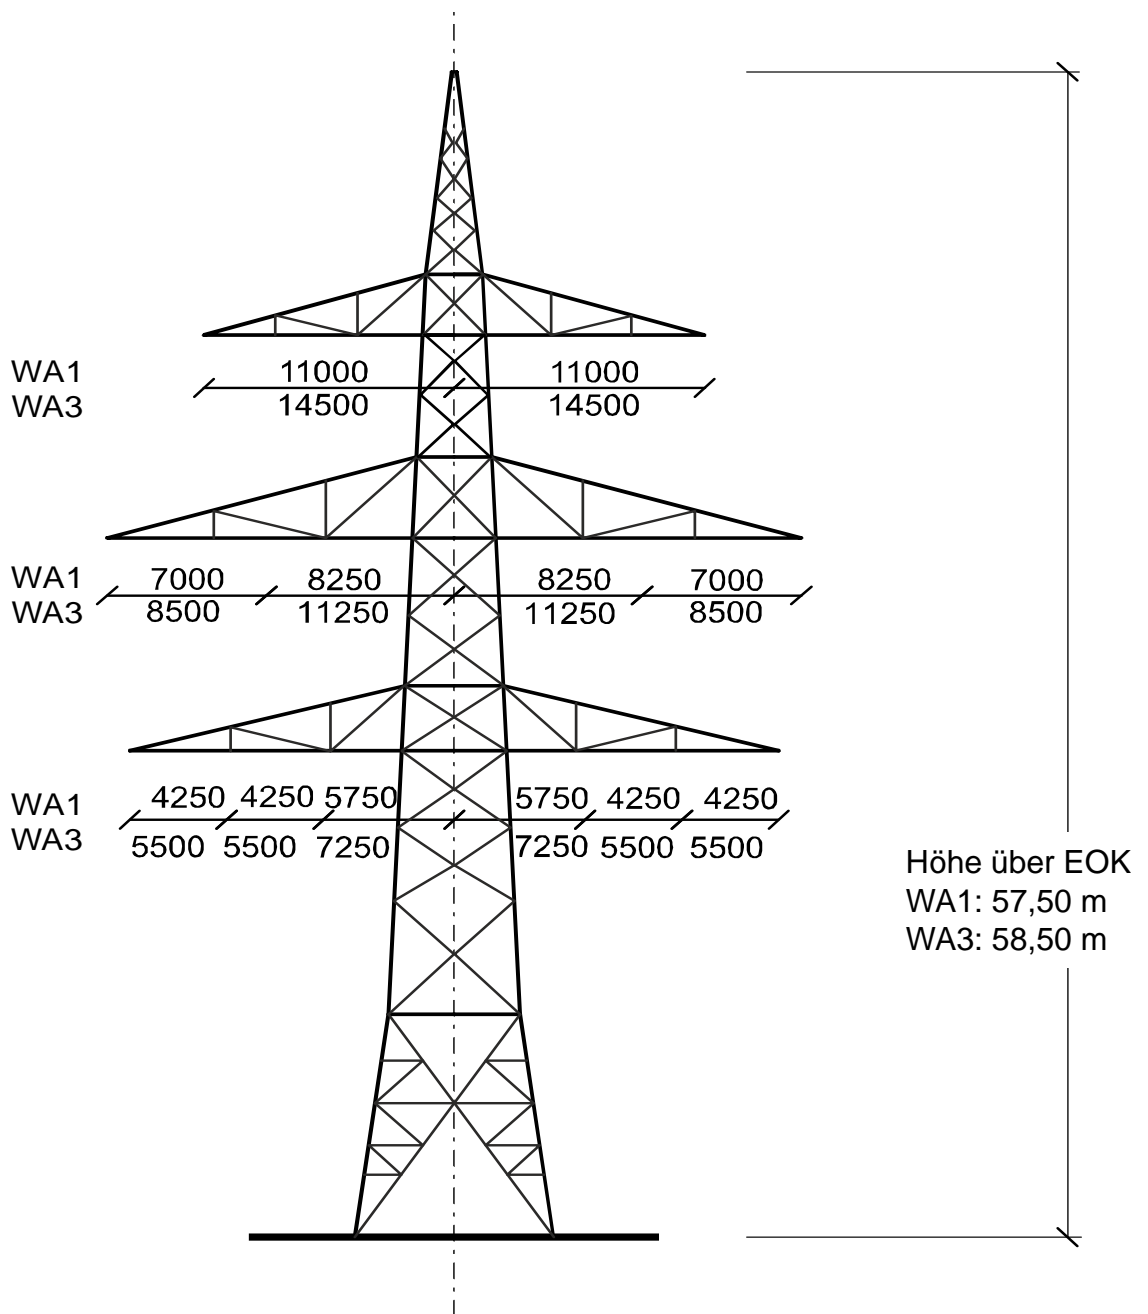 WA1 11000 11000
WA3 14500 14500
WA1 7000 8250 8250 7000
WA3 8500 11250 11250 8500
WA1 4250 4250 5750 5750 4250 4250
WA3 5500 5500 7250 7250 5500 5500
Höhe über EOK
WA1: 57,50 m
WA3: 58,50 m